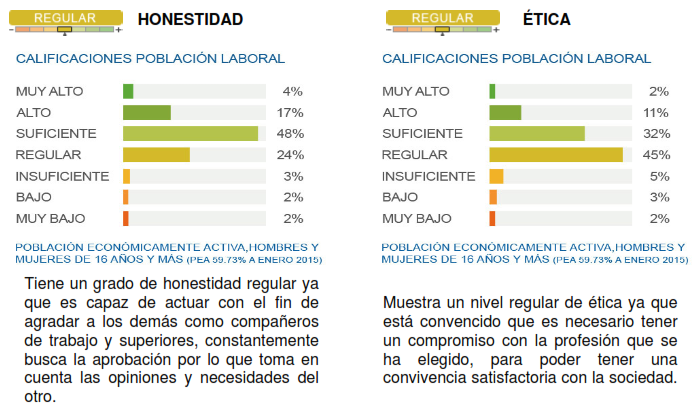 REGULAR HONESTIDAD
- +
CALIFICACIONES POBLACIÓN LABORAL
MUY ALTO 4%
ALTO 17%
SUFICIENTE 48%
REGULAR 24%
INSUFICIENTE 3%
BAJO 2%
MUY BAJO 2%
POBLACIÓN ECONÓMICAMENTE ACTIVA,HOMBRES Y
MUJERES DE 16 AÑOS Y MÁS (PEA 59.73% A ENERO 2015)
Tiene un grado de honestidad regular ya
que es capaz de actuar con el fin de
agradar a los demás como compañeros
de trabajo y superiores, constantemente
busca la aprobación por lo que toma en
cuenta las opiniones y necesidades del
otro.
REGULAR ÉTICA
- +
CALIFICACIONES POBLACIÓN LABORAL
MUY ALTO 2%
ALTO 11%
SUFICIENTE 32%
REGULAR 45%
INSUFICIENTE 5%
BAJO 3%
MUY BAJO 2%
POBLACIÓN ECONÓMICAMENTE ACTIVA,HOMBRES Y
MUJERES DE 16 AÑOS Y MÁS (PEA 59.73% A ENERO 2015)
Muestra un nivel regular de ética ya que
está convencido que es necesario tener
un compromiso con la profesión que se
ha elegido, para poder tener una
convivencia satisfactoria con la sociedad.